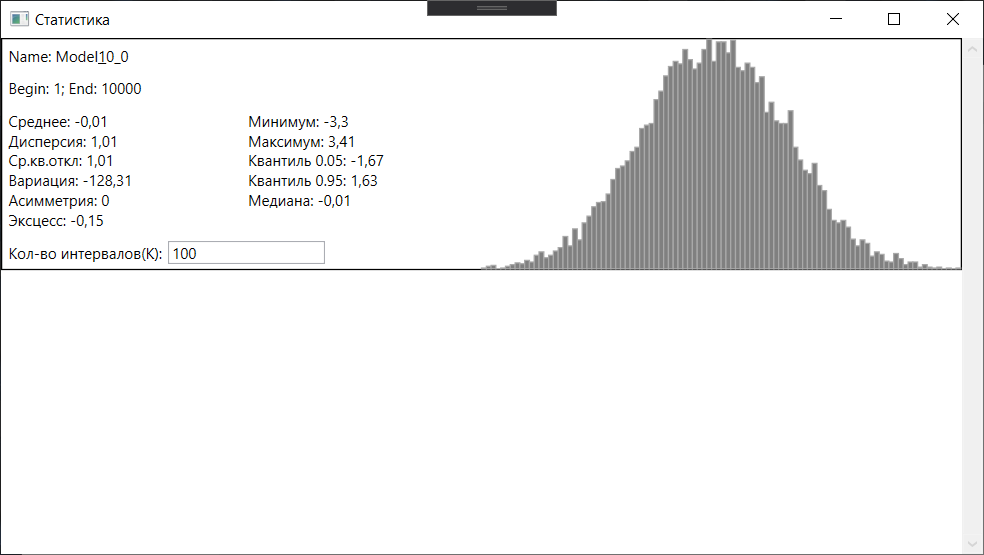 Статистика
Name: Model10_0
Begin: 1; End: 10000
Среднее: -0,01
Дисперсия: 1,01
Ср.кв.откл: 1,01
Вариация: -128,31
Асимметрия: 0
Эксцесс: -0,15
Минимум: -3,3
Максимум: 3,41
Квантиль 0.05: -1,67
Квантиль 0.95: 1,63
Медиана: -0,01
Кол-во интервалов(К): 100